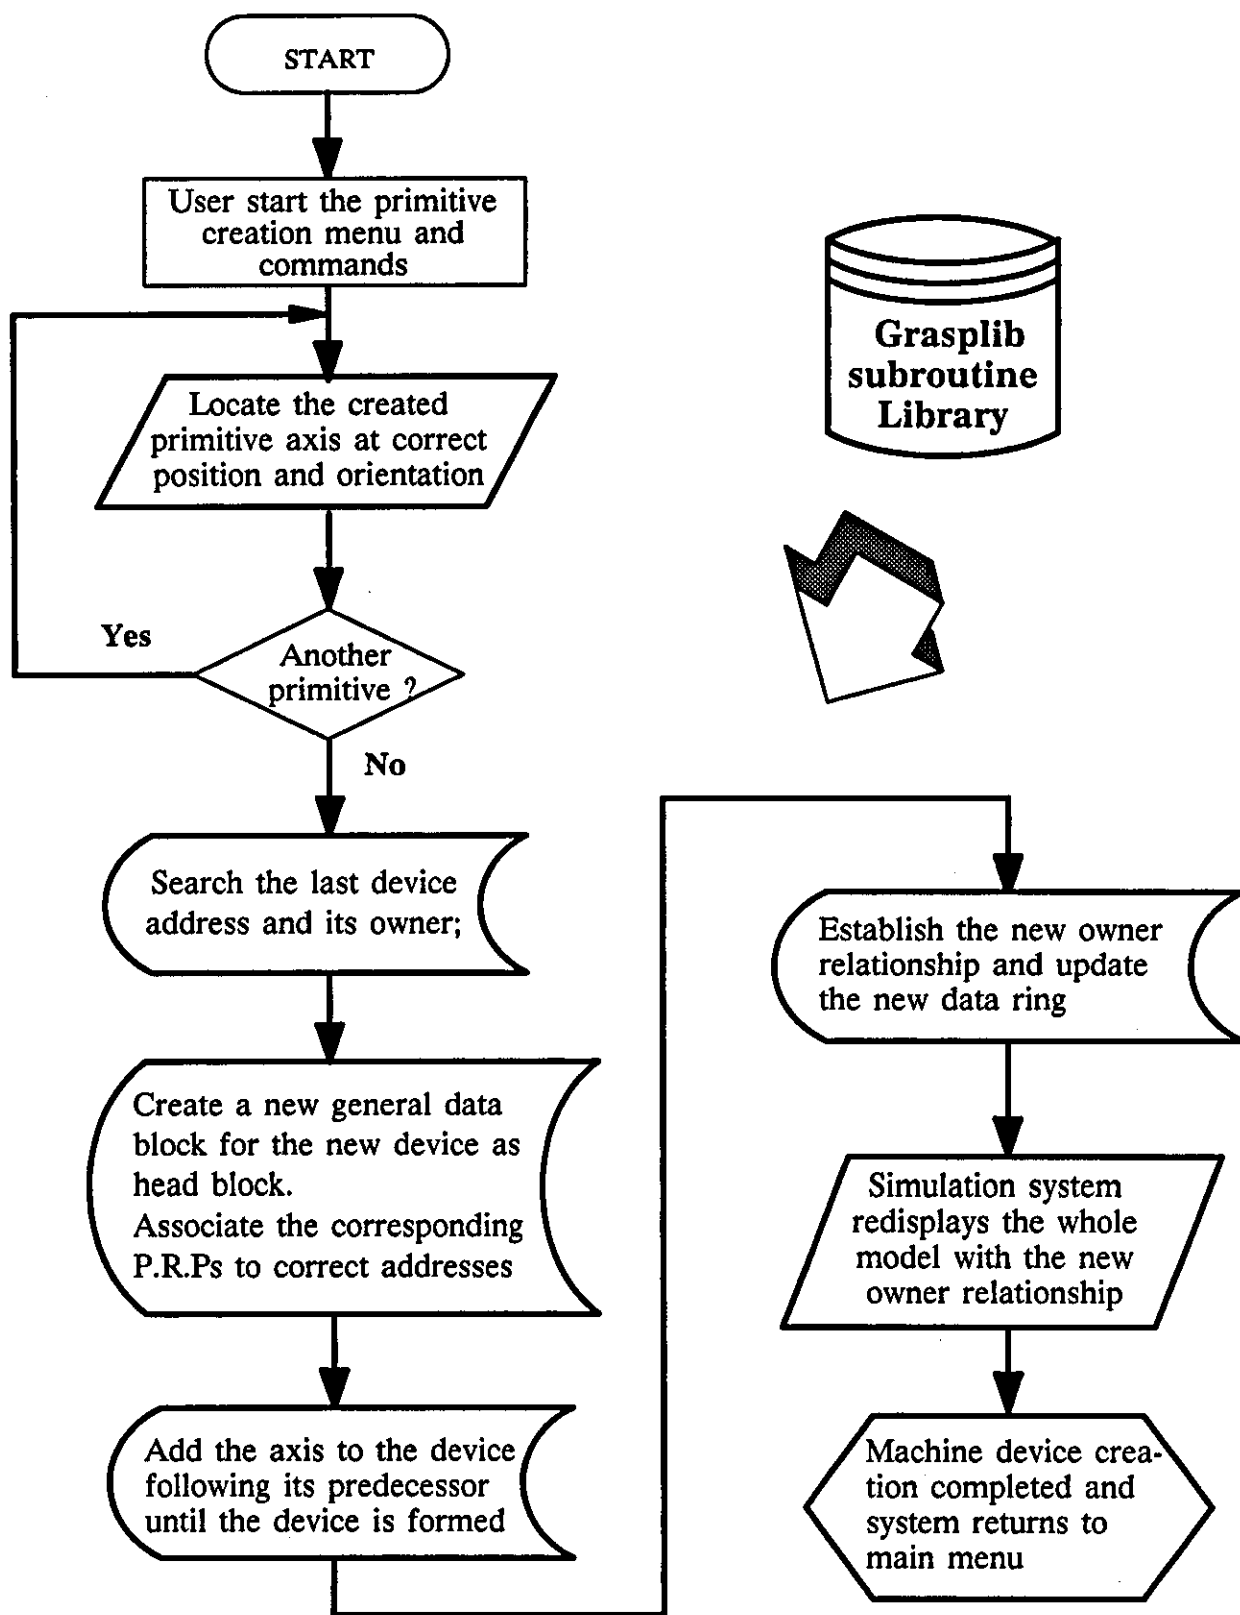 START
User start the primitive
creation menu and
commands
Locate the created
primitive axis at correct
position and orientation
Yes
Another
primitive ?
No
Search the last device
address and its owner;
Create a new general data
block for the new device as
head block.
Associate the corresponding
P.R.Ps to correct addresses
Add the axis to the device
following its predecessor
until the device is formed
Grasplib
subroutine
Library
Establish the new owner
relationship and update
the new data ring
Simulation system
redisplays the whole
model with the new
owner relationship
Machine device crea-
tion completed and
system returns to
main menu